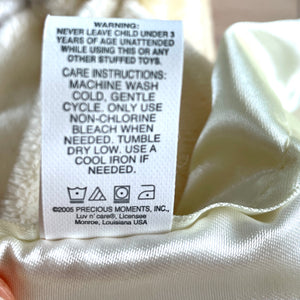 WARNING:
NEVER LEAVE CHILD UNDER 3
YEARS OF AGE UNATTENDED
WHILE USING THIS OR ANY
OTHER STUFFED TOYS.
CARE INSTRUCTIONS:
MACHINE WASH
COLD, GENTLE
CYCLE. ONLY USE
NON-CHLORINE
BLEACH WHEN
NEEDED. TUMBLE
DRY LOW. USE A
COOL IRON IF
NEEDED.
©2005 PRECIOUS MOMENTS, INC.,
Luv n' care®, Licensee
Monroe, Louisiana USA